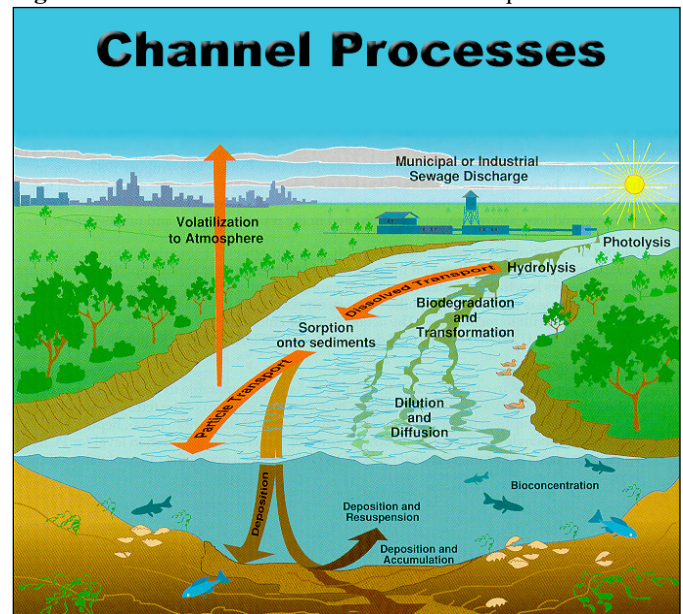 Channel Processes
Municipal or Industrial
Sewage Discharge
Volatilization
to Atmosphere
Photolysis
Hydrolysis
Dissolved Transport
Biodegradation
and
Transformation
Sorption
onto sediments
Particle Transport
Dilution
and
Diffusion
Bioconcentration
Deposition
Deposition and
Resuspension
Deposition and
Accumulation